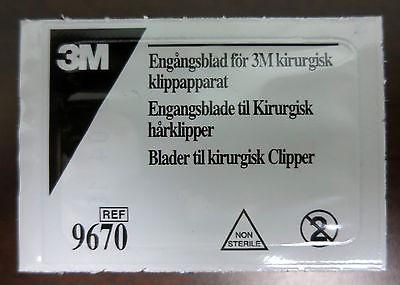 3M
Engångsblad för 3M kirurgisk
klippapparat
Engangsblade til Kirurgisk
hårklipper
Blader til kirurgisk Clipper
REF
9670
NON
STERILE
2